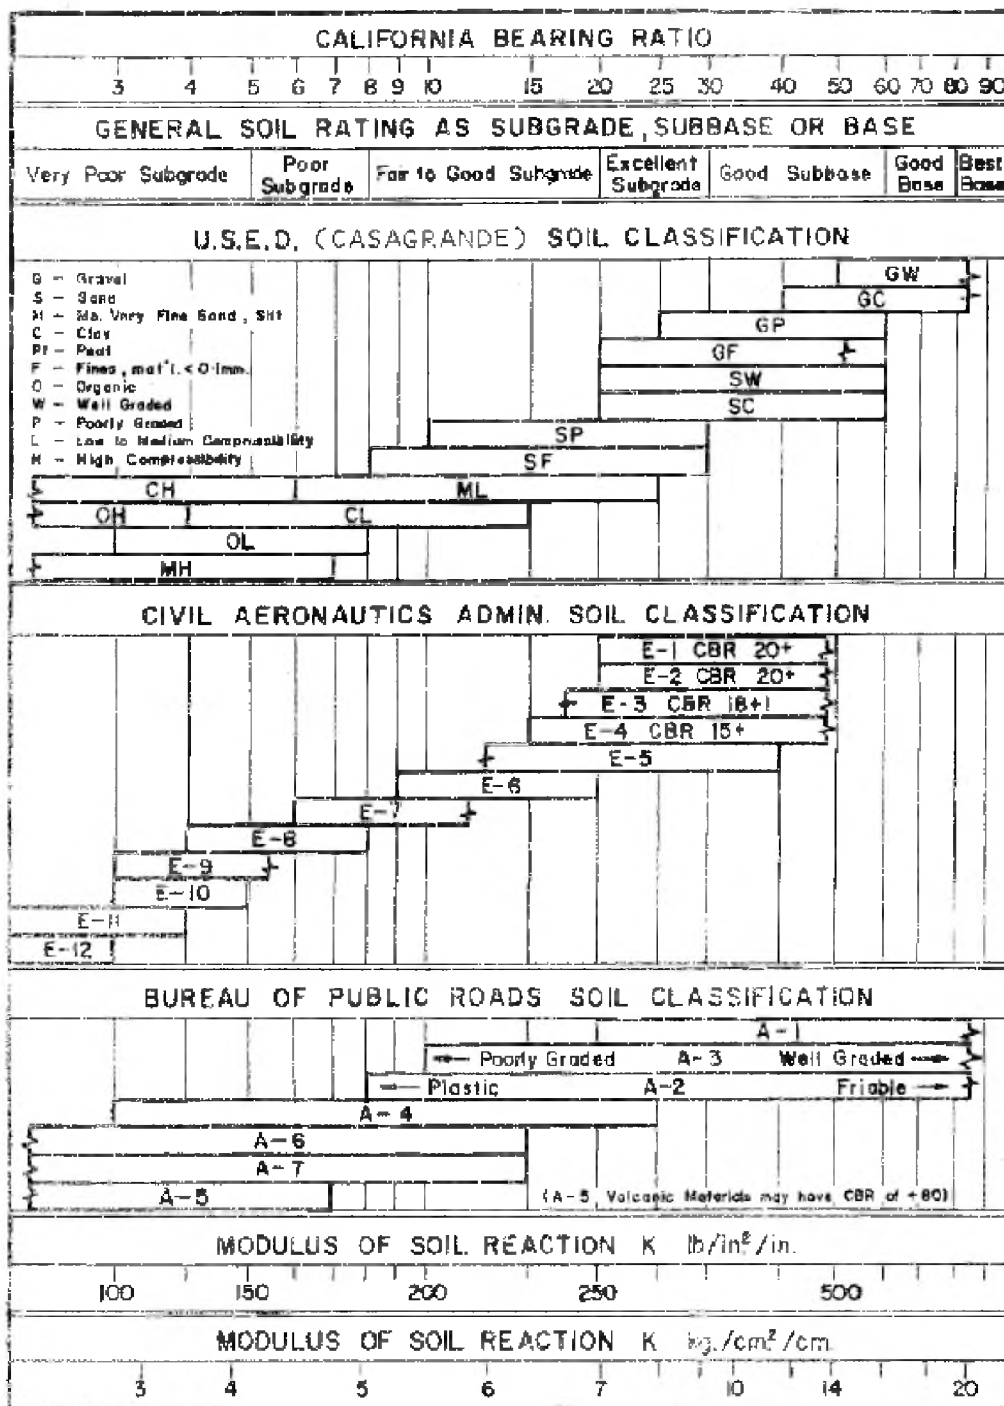 CALIFORNIA BEARING RATIO
3 4 5 6 7 8 9 10 15 20 25 30 40 50 60 70 80 90
GENERAL SOIL RATING AS SUBGRADE, SUBBASE OR BASE
Very Poor Subgrade
Poor Subgrade
Fair to Good Subgrade
Excellent Subgrade
Good Subbase
Good Base
Best Base
U.S.E.D. (CASAGRANDE) SOIL CLASSIFICATION
G - Gravel
S - Sand
M - Mo. Very Fine Sand, Silt
C - Clay
Pt - Peat
F - Fines, mat'l. < 0.1mm.
O - Organic
W - Well Graded
P - Poorly Graded
L - Low to Medium Compressibility
H - High Compressibility
GW
GC
GP
GF
SW
SC
SP
SF
CH ML
OH CL
OL
MH
CIVIL AERONAUTICS ADMIN. SOIL CLASSIFICATION
E-1 CBR 20+
E-2 CBR 20+
E-3 CBR 18+
E-4 CBR 15+
E-5
E-6
E-7
E-8
E-9
E-10
E-11
E-12
BUREAU OF PUBLIC ROADS SOIL CLASSIFICATION
A-1
Poorly Graded A-3 Well Graded
Plastic A-2 Friable
A-4
A-6
A-7
A-5 (A-5, Volcanic Materials may have CBR of +80)
MODULUS OF SOIL REACTION K lb/in²/in.
100 150 200 250 500
MODULUS OF SOIL REACTION K kg./cm²/cm.
3 4 5 6 7 10 14 20